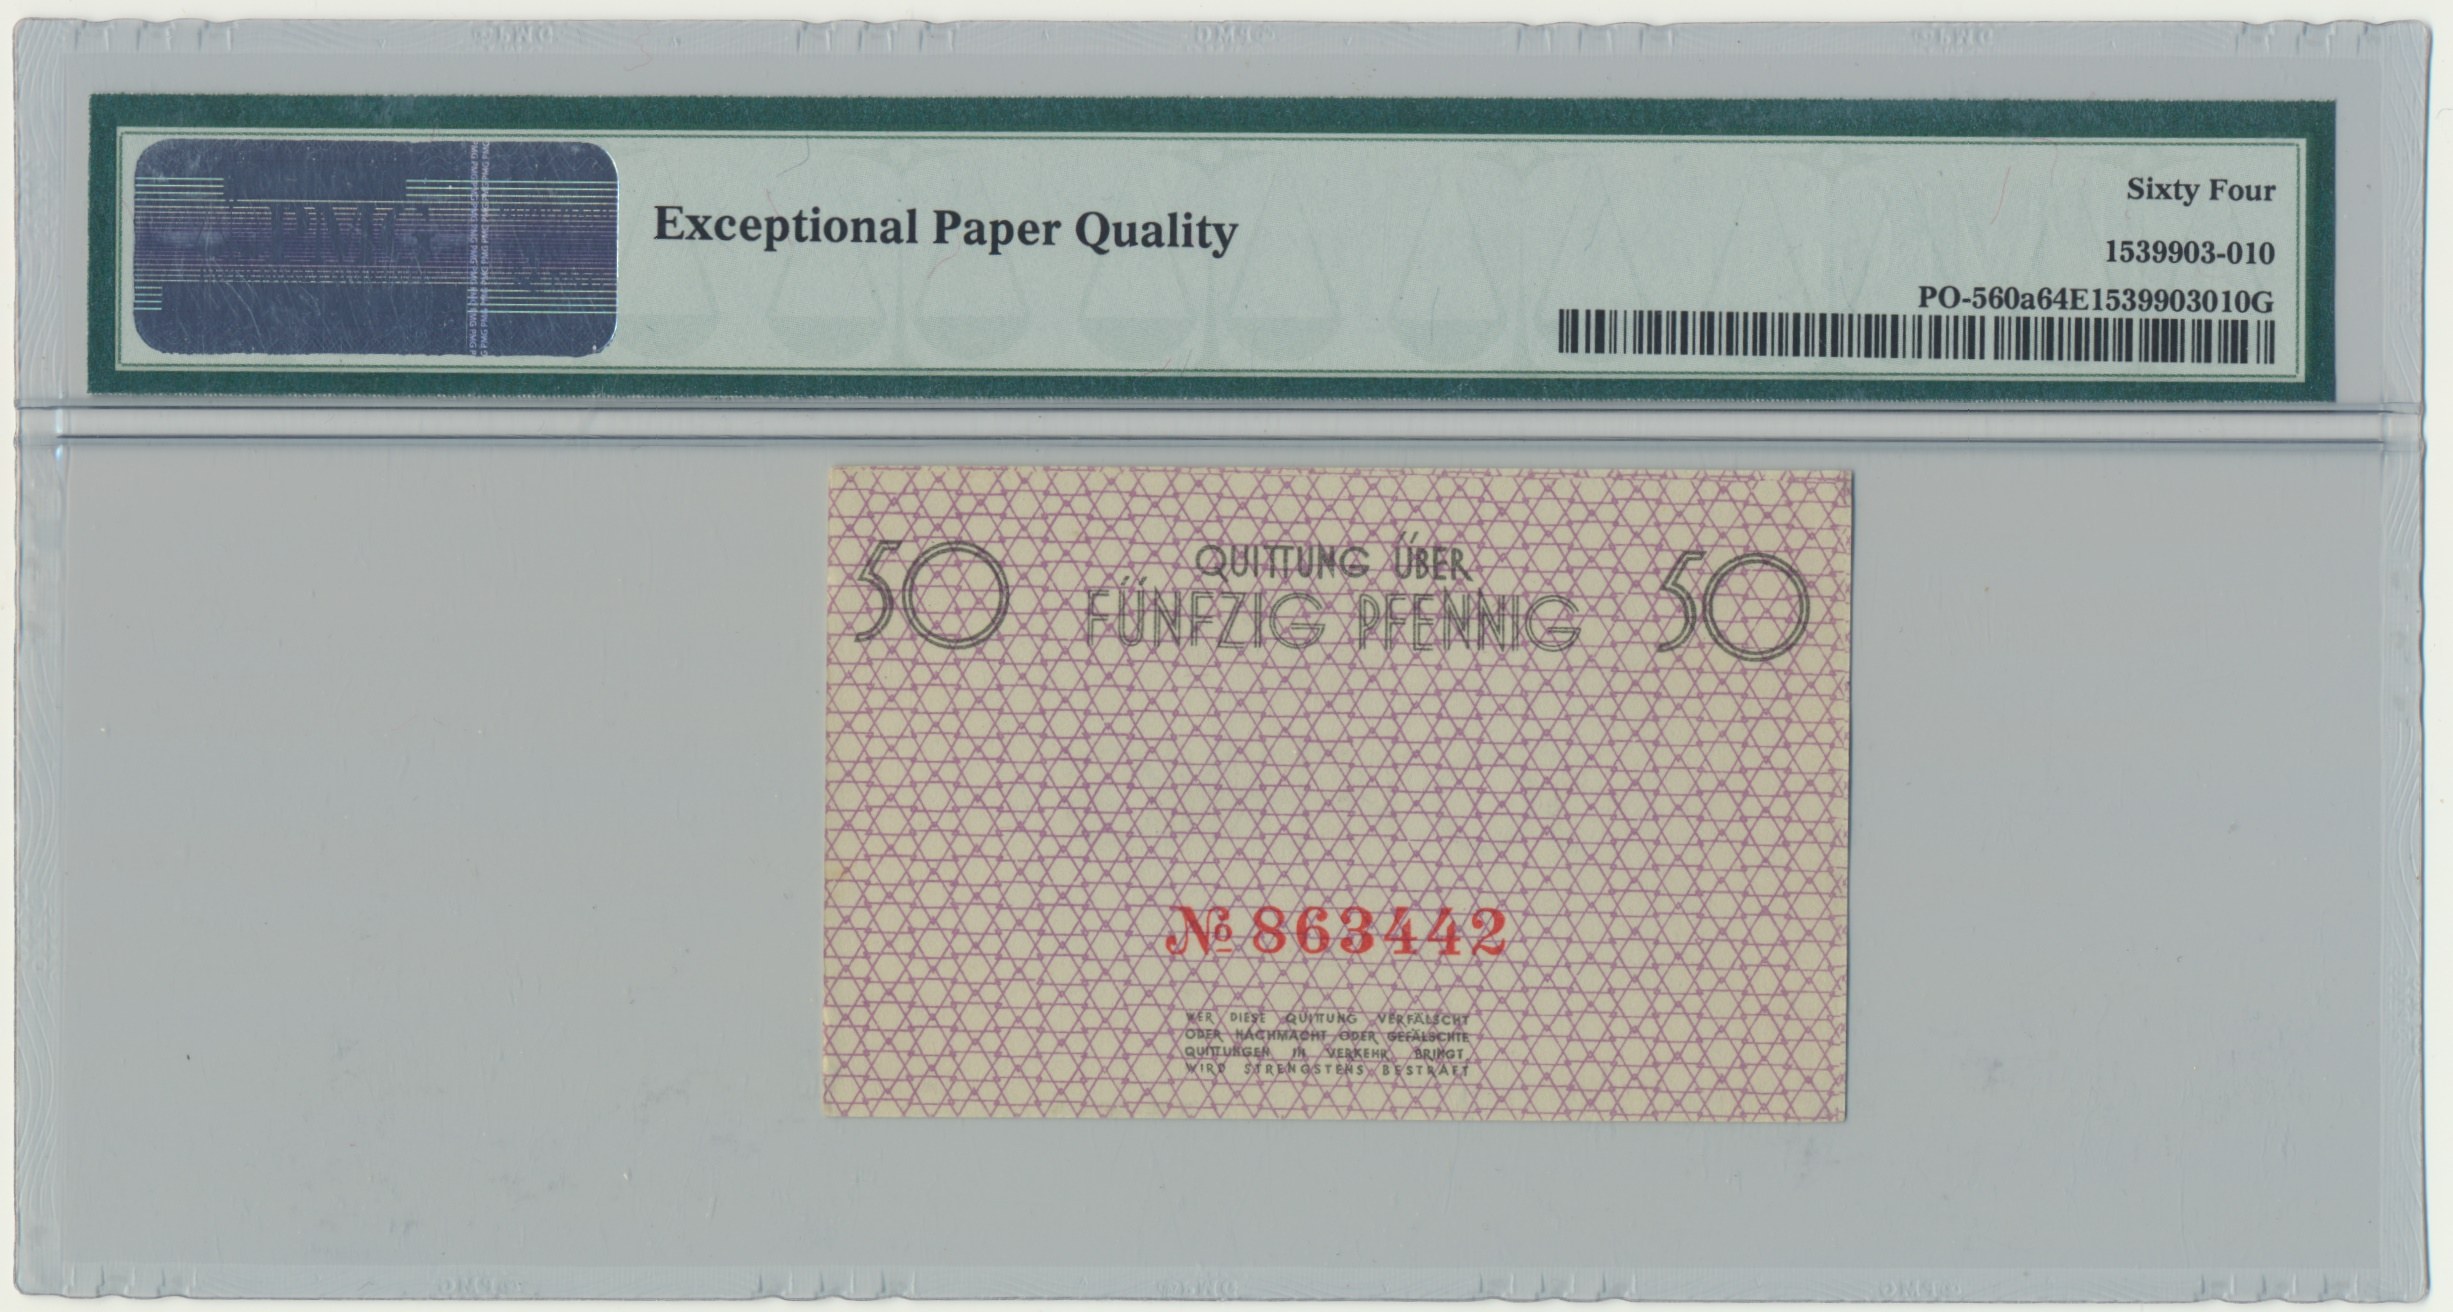 PMG
Exceptional Paper Quality
Sixty Four
1539903-010
PO-560a64E1539903010G
50
QUITTUNG ÜBER
FÜNFZIG PFENNIG
50
№ 863442
WER DIESE QUITTUNG VERFÄLSCHT
ODER NACHMACHT ODER GEFÄLSCHTE
QUITTUNGEN IN VERKEHR BRINGT,
WIRD STRENGSTENS BESTRAFT